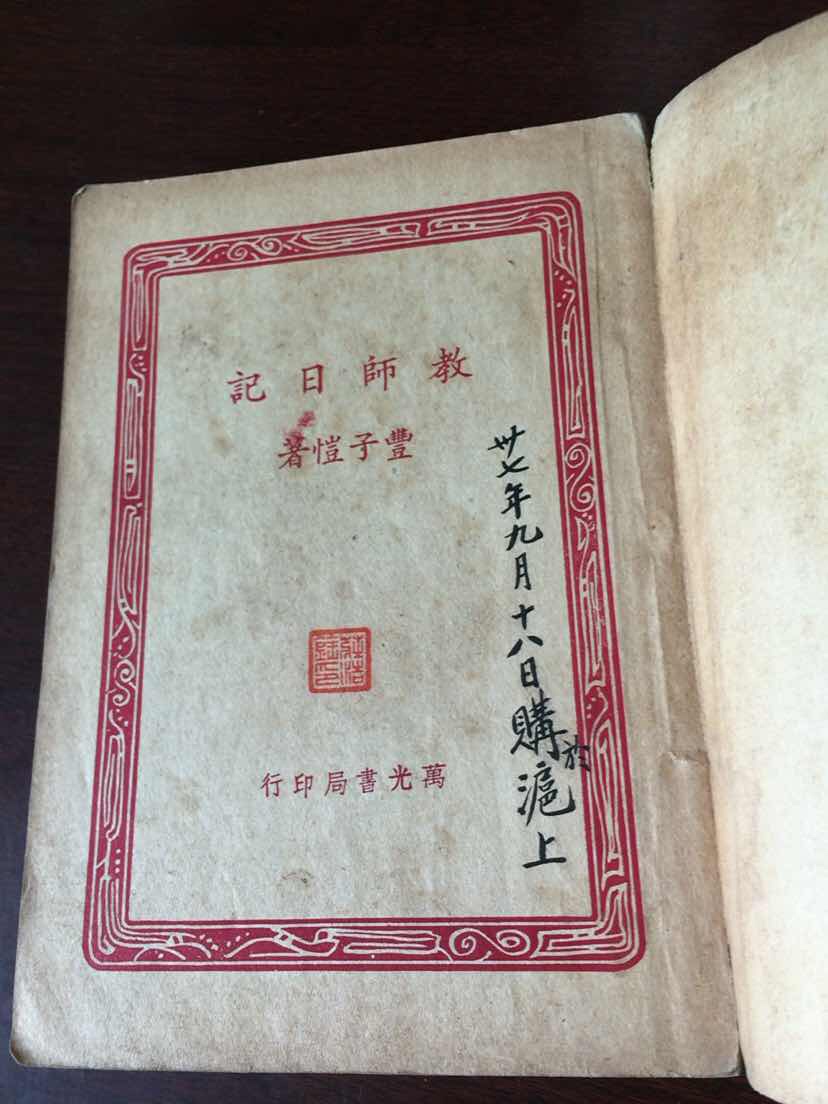 教師日記
豐子愷著
卅七年九月十八日購於滬上
萬光書局印行